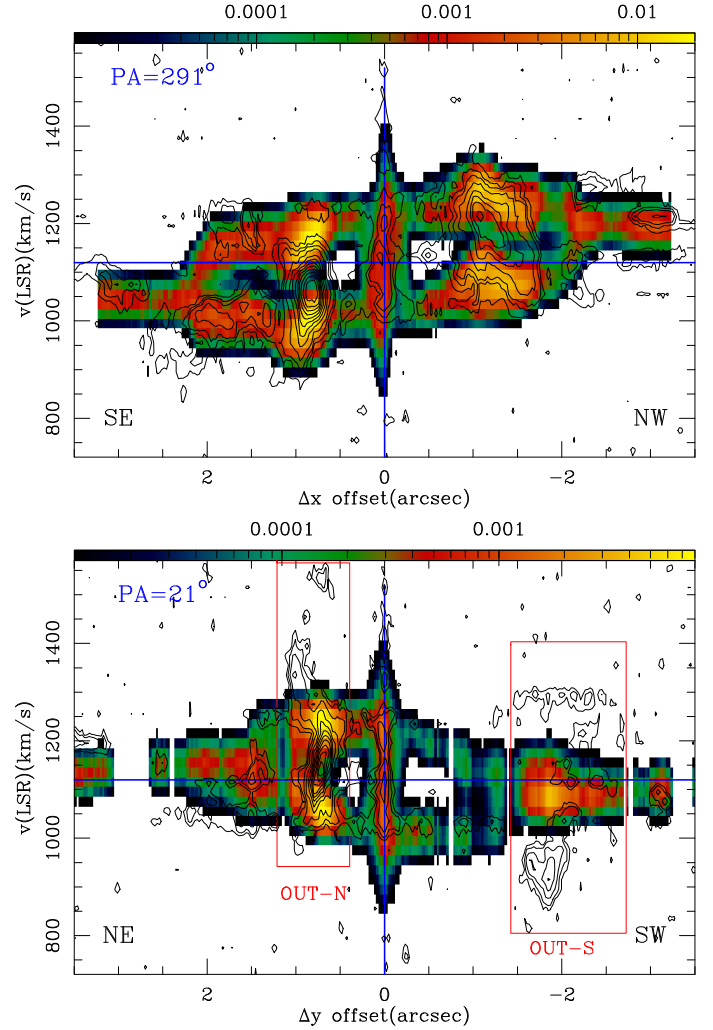 0.0001 0.001 0.01
PA=291°
1400
1200
1000
800
v(LSR)(km/s)
SE NW
2 0 −2
Δx offset(arcsec)
0.0001 0.001
PA=21°
1400
1200
1000
800
v(LSR)(km/s)
OUT−N
OUT−S
NE SW
2 0 −2
Δy offset(arcsec)